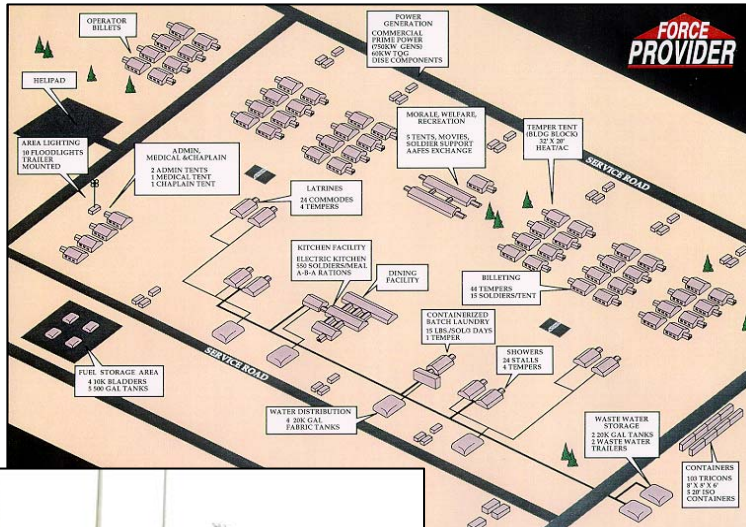 OPERATOR
BILLETS
POWER
GENERATION
COMMERCIAL
PRIME POWER
(750KW GENS)
60KW TQG
DISE COMPONENTS
FORCE
PROVIDER
HELIPAD
AREA LIGHTING
10 FLOODLIGHTS
TRAILER
MOUNTED
ADMIN,
MEDICAL & CHAPLAIN
2 ADMIN TENTS
1 MEDICAL TENT
1 CHAPLAIN TENT
MORALE, WELFARE,
RECREATION
5 TENTS, MOVIES,
SOLDIER SUPPORT
AAFES EXCHANGE
TEMPER TENT
(BLDG BLOCK)
32' X 20'
HEAT/AC
SERVICE ROAD
LATRINES
24 COMMODES
4 TEMPERS
KITCHEN FACILITY
ELECTRIC KITCHEN
550 SOLDIERS/MEAL
A-B-A RATIONS
DINING
FACILITY
BILLETING
44 TEMPERS
15 SOLDIERS/TENT
CONTAINERIZED
BATCH LAUNDRY
15 LBS./SOL/3 DAYS
1 TEMPER
SHOWERS
24 STALLS
4 TEMPERS
SERVICE ROAD
FUEL STORAGE AREA
4 10K BLADDERS
5 500 GAL TANKS
WATER DISTRIBUTION
4 20K GAL
FABRIC TANKS
WASTE WATER
STORAGE
2 20K GAL TANKS
2 WASTE WATER
TRAILERS
CONTAINERS
103 TRICONS
8' X 8' X 6'
5 20' ISO
CONTAINERS